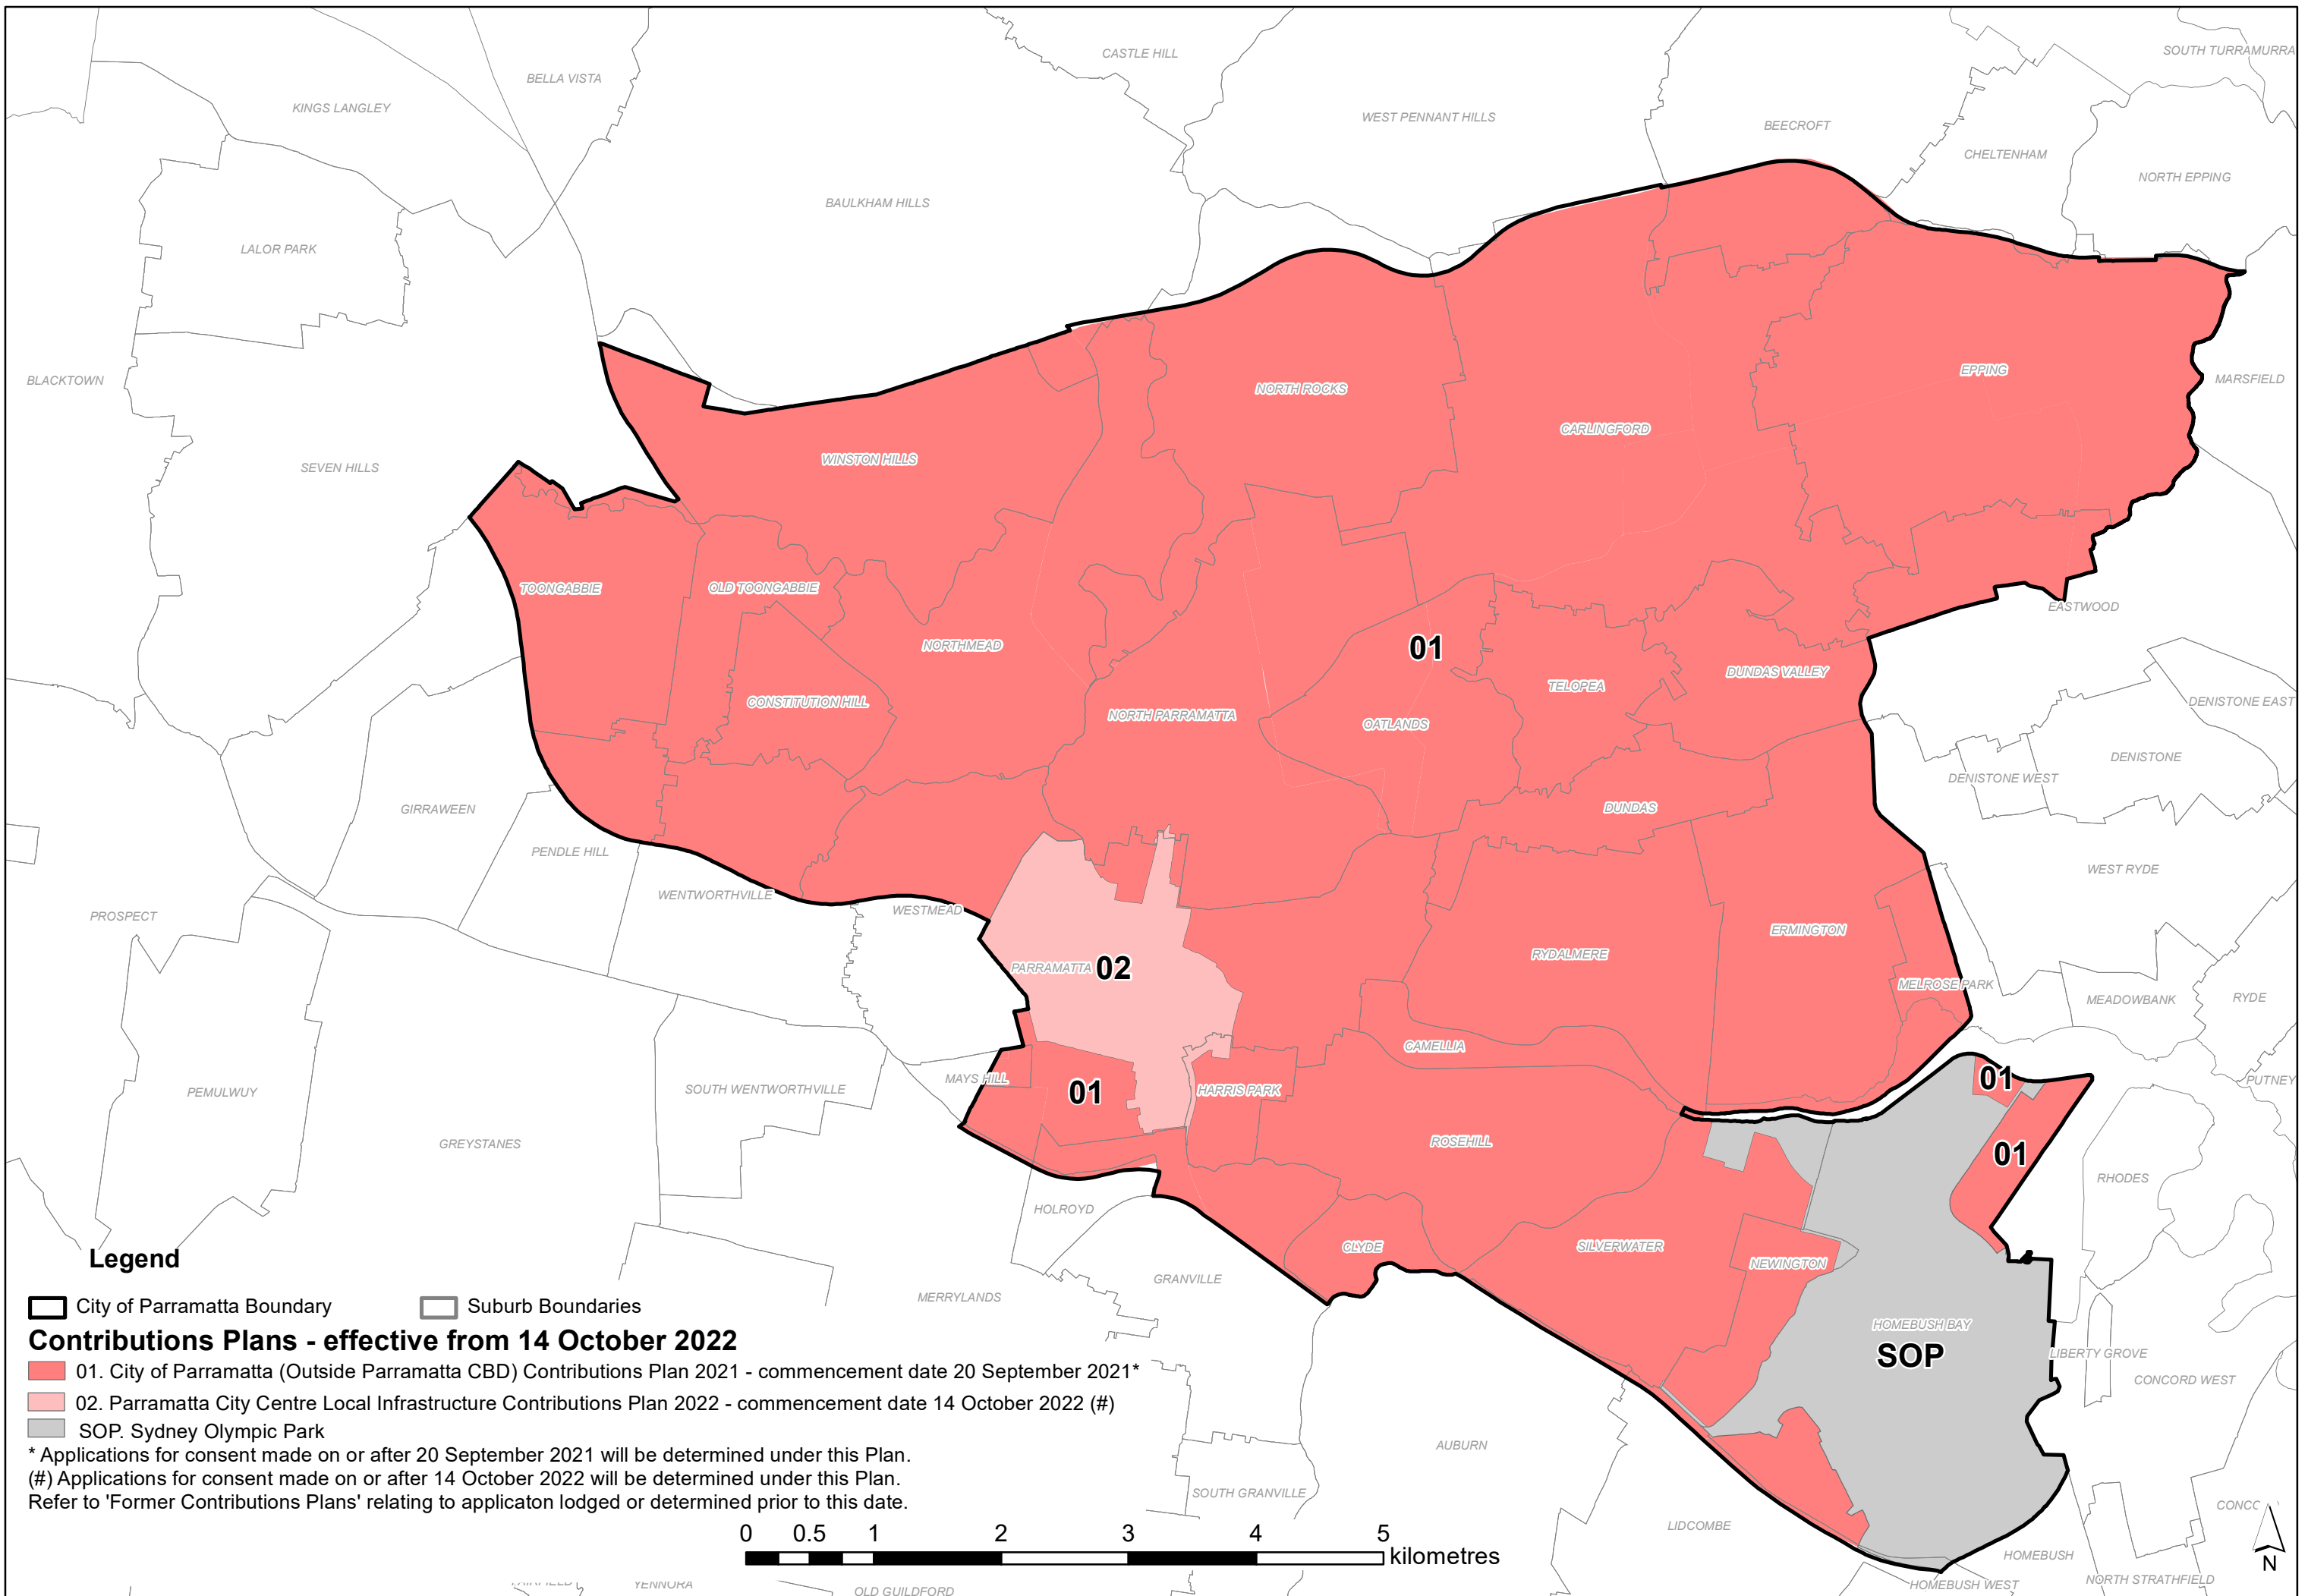 SOUTH TURRAMURRA
CASTLE HILL
BELLA VISTA
KINGS LANGLEY
WEST PENNANT HILLS
BEECROFT
CHELTENHAM
NORTH EPPING
BAULKHAM HILLS
LALOR PARK
EPPING
BLACKTOWN
MARSFIELD
NORTH ROCKS
CARLINGFORD
WINSTON HILLS
SEVEN HILLS
TOONGABBIE
OLD TOONGABBIE
EASTWOOD
NORTHMEAD
01
DUNDAS VALLEY
TELOPEA
CONSTITUTION HILL
DENISTONE EAST
NORTH PARRAMATTA
OATLANDS
DENISTONE
DENISTONE WEST
GIRRAWEEN
DUNDAS
PENDLE HILL
WEST RYDE
WENTWORTHVILLE
WESTMEAD
PROSPECT
ERMINGTON
RYDALMERE
PARRAMATTA 02
MELROSE PARK
MEADOWBANK
RYDE
CAMELLIA
MAYS HILL
01
PUTNEY
PEMULWUY
SOUTH WENTWORTHVILLE
01
HARRIS PARK
GREYSTANES
ROSEHILL
01
RHODES
HOLROYD
CLYDE
SILVERWATER
NEWINGTON
GRANVILLE
MERRYLANDS
HOMEBUSH BAY
SOP
LIBERTY GROVE
CONCORD WEST
AUBURN
SOUTH GRANVILLE
LIDCOMBE
CONCO
HOMEBUSH
HOMEBUSH WEST
NORTH STRATHFIELD
FAIRFIELD
YENNORA
OLD GUILDFORD
Legend
City of Parramatta Boundary Suburb Boundaries
Contributions Plans - effective from 14 October 2022
01. City of Parramatta (Outside Parramatta CBD) Contributions Plan 2021 - commencement date 20 September 2021*
02. Parramatta City Centre Local Infrastructure Contributions Plan 2022 - commencement date 14 October 2022 (#)
SOP. Sydney Olympic Park
* Applications for consent made on or after 20 September 2021 will be determined under this Plan.
(#) Applications for consent made on or after 14 October 2022 will be determined under this Plan.
Refer to 'Former Contributions Plans' relating to applicaton lodged or determined prior to this date.
0 0.5 1 2 3 4 5
kilometres
N